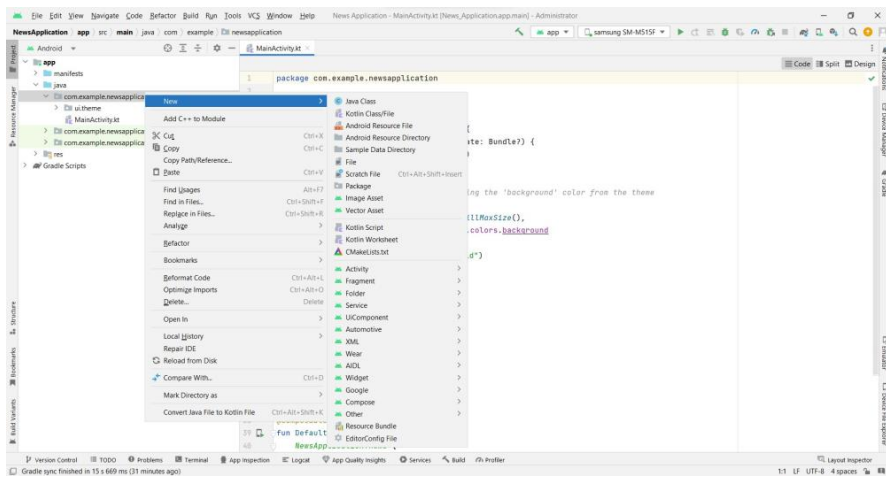 File Edit View Navigate Code Refactor Build Run Tools VCS Window Help News Application - MainActivity.kt [News_Application.app.main] - Administrator
NewsApplication app src main java com example newsapplication
app samsung SM-M515F
Android
MainActivity.kt
Code Split Design
app
manifests
java
com.example.newsapplica
ui.theme
MainActivity.kt
com.example.newsapplica
com.example.newsapplica
res
Gradle Scripts
Project
Resource Manager
Structure
Bookmarks
Build Variants
New
Add C++ to Module
Cut Ctrl+X
Copy Ctrl+C
Copy Path/Reference...
Paste Ctrl+V
Find Usages Alt+F7
Find in Files... Ctrl+Shift+F
Replace in Files... Ctrl+Shift+R
Analyze
Refactor
Bookmarks
Reformat Code Ctrl+Alt+L
Optimize Imports Ctrl+Alt+O
Delete... Delete
Open In
Local History
Repair IDE
Reload from Disk
Compare With... Ctrl+D
Mark Directory as
Convert Java File to Kotlin File Ctrl+Alt+Shift+K
Java Class
Kotlin Class/File
Android Resource File
Android Resource Directory
Sample Data Directory
File
Scratch File Ctrl+Alt+Shift+Insert
Package
Image Asset
Vector Asset
Kotlin Script
Kotlin Worksheet
CMakeLists.txt
Activity
Fragment
Folder
Service
UiComponent
Automotive
XML
Wear
AIDL
Widget
Google
Compose
Other
Resource Bundle
EditorConfig File
1 package com.example.newsapplication
{
ate: Bundle?) {
ing the 'background' color from the theme
illMaxSize(),
.colors.background
d")
39 fun Default
40 NewsApp
Notifications
Device Manager
Gradle
Emulator
Device File Explorer
Version Control TODO Problems Terminal App Inspection Logcat App Quality Insights Services Build Profiler Layout Inspector
Gradle sync finished in 15 s 669 ms (31 minutes ago) 1:1 LF UTF-8 4 spaces